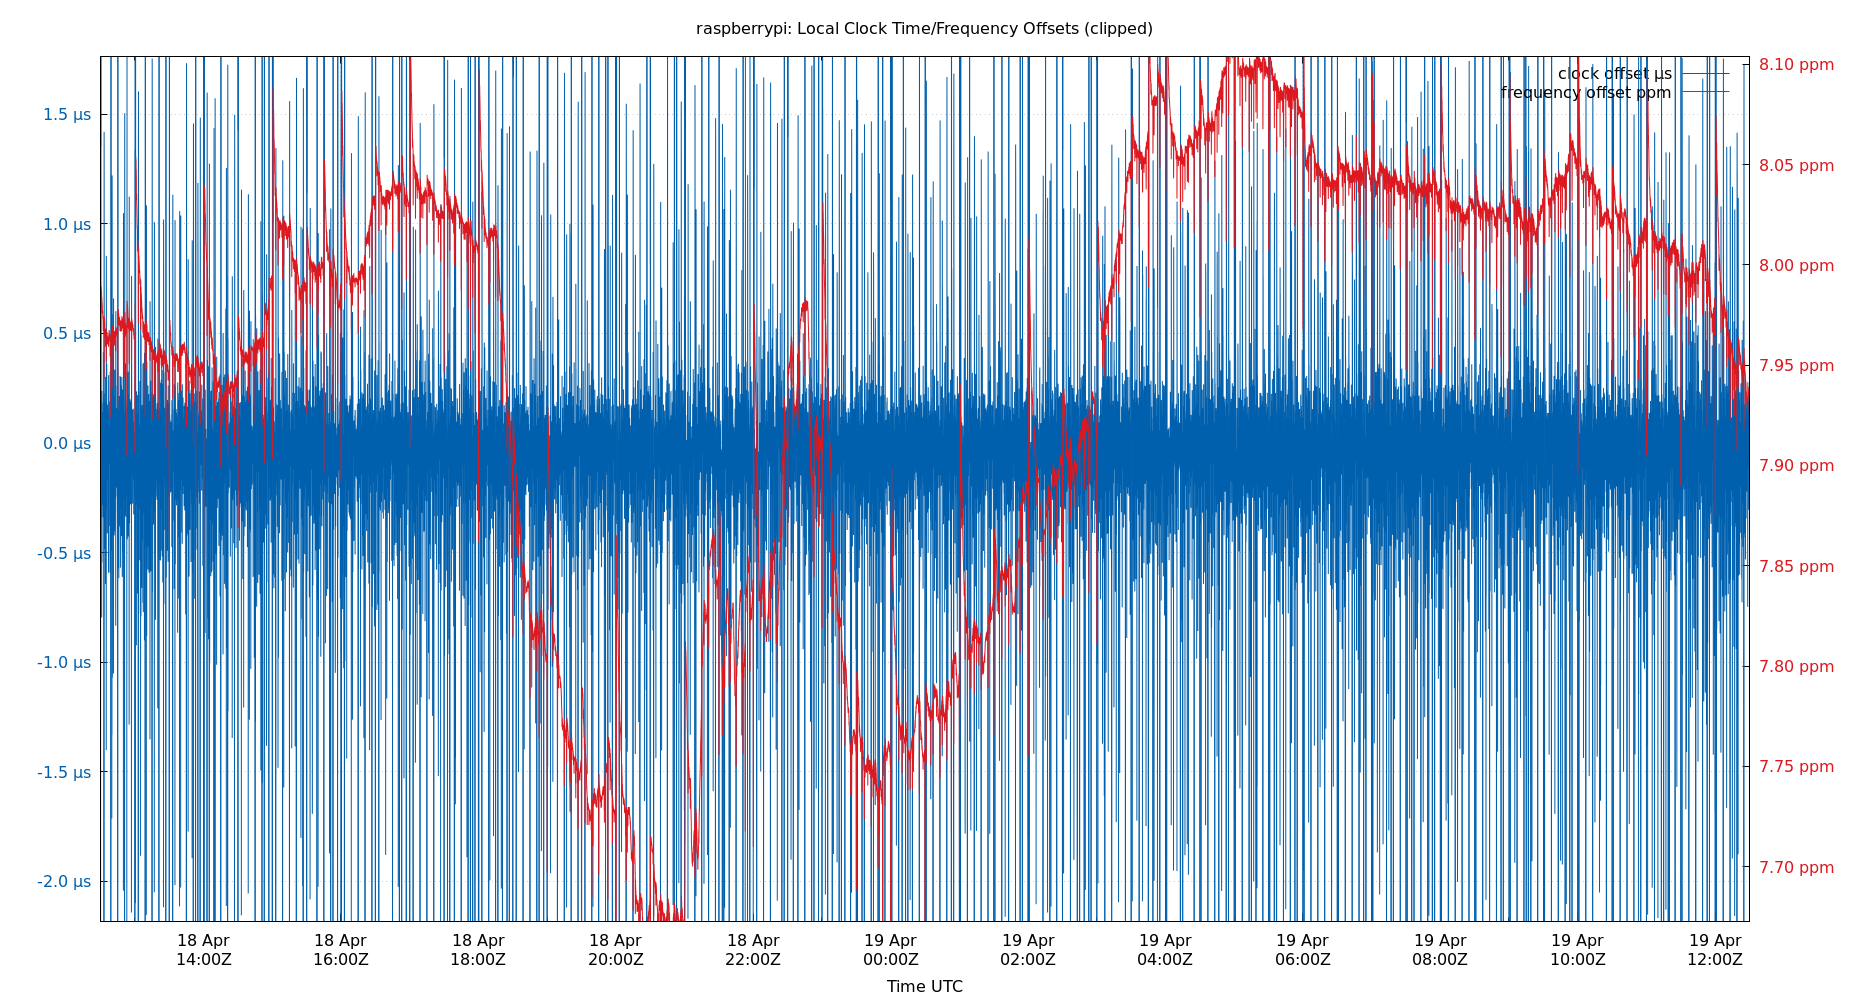 raspberrypi: Local Clock Time/Frequency Offsets (clipped)
clock offset µs
frequency offset ppm
1.5 µs
1.0 µs
0.5 µs
0.0 µs
-0.5 µs
-1.0 µs
-1.5 µs
-2.0 µs
8.10 ppm
8.05 ppm
8.00 ppm
7.95 ppm
7.90 ppm
7.85 ppm
7.80 ppm
7.75 ppm
7.70 ppm
18 Apr
14:00Z
18 Apr
16:00Z
18 Apr
18:00Z
18 Apr
20:00Z
18 Apr
22:00Z
19 Apr
00:00Z
19 Apr
02:00Z
19 Apr
04:00Z
19 Apr
06:00Z
19 Apr
08:00Z
19 Apr
10:00Z
19 Apr
12:00Z
Time UTC